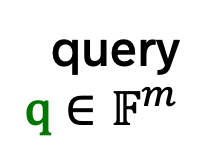 query
q ∈ 𝔽ᵐ